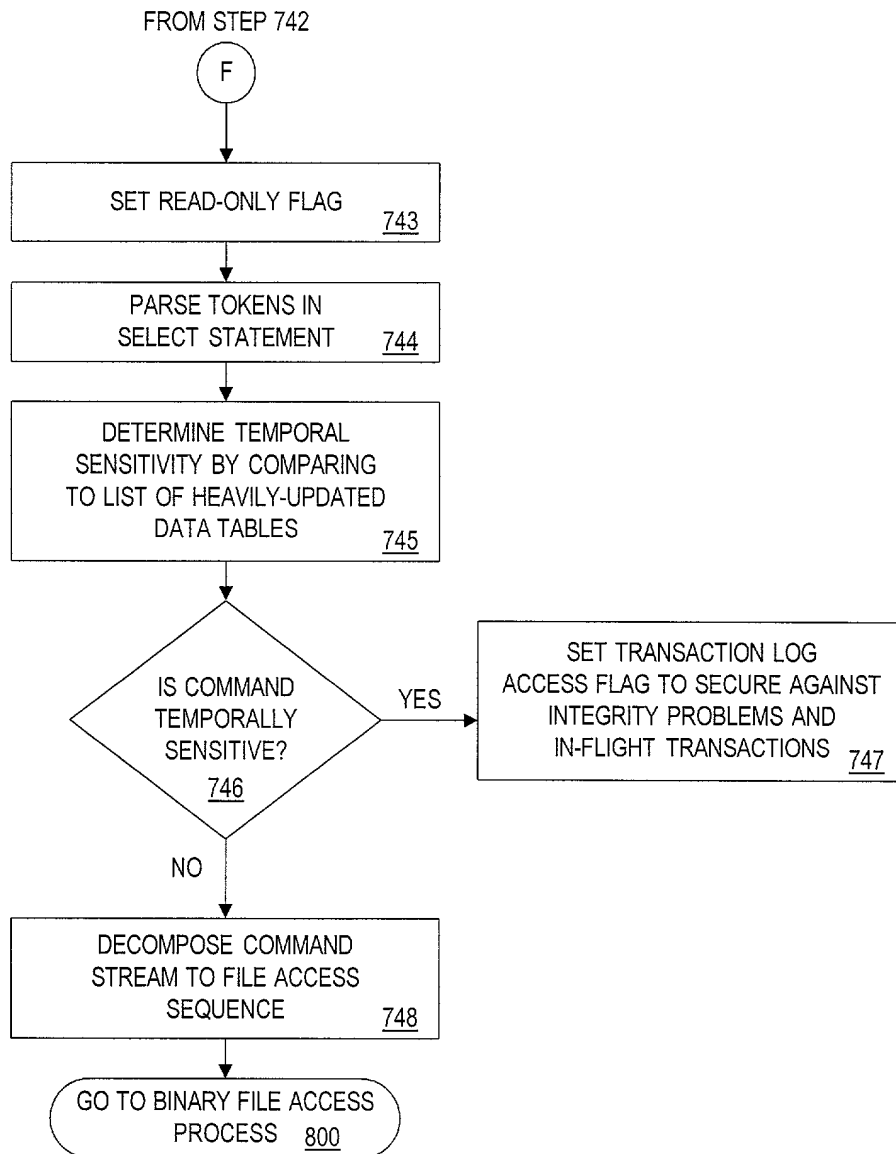 FROM STEP 742
F
SET READ-ONLY FLAG
743
PARSE TOKENS IN
SELECT STATEMENT
744
DETERMINE TEMPORAL
SENSITIVITY BY COMPARING
TO LIST OF HEAVILY-UPDATED
DATA TABLES
745
IS COMMAND
TEMPORALLY
SENSITIVE?
746
YES
SET TRANSACTION LOG
ACCESS FLAG TO SECURE AGAINST
INTEGRITY PROBLEMS AND
IN-FLIGHT TRANSACTIONS
747
NO
DECOMPOSE COMMAND
STREAM TO FILE ACCESS
SEQUENCE
748
GO TO BINARY FILE ACCESS
PROCESS 800